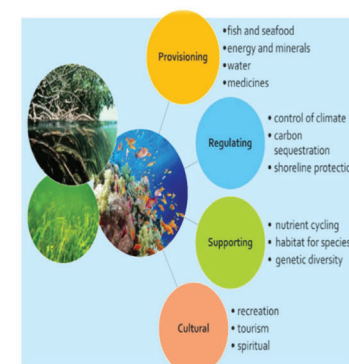 Provisioning
•fish and seafood
•energy and minerals
•water
•medicines
Regulating
• control of climate
• carbon
sequestration
• shoreline protectio
Supporting
• nutrient cycling
• habitat for species
• genetic diversity
Cultural
• recreation
• tourism
• spiritual